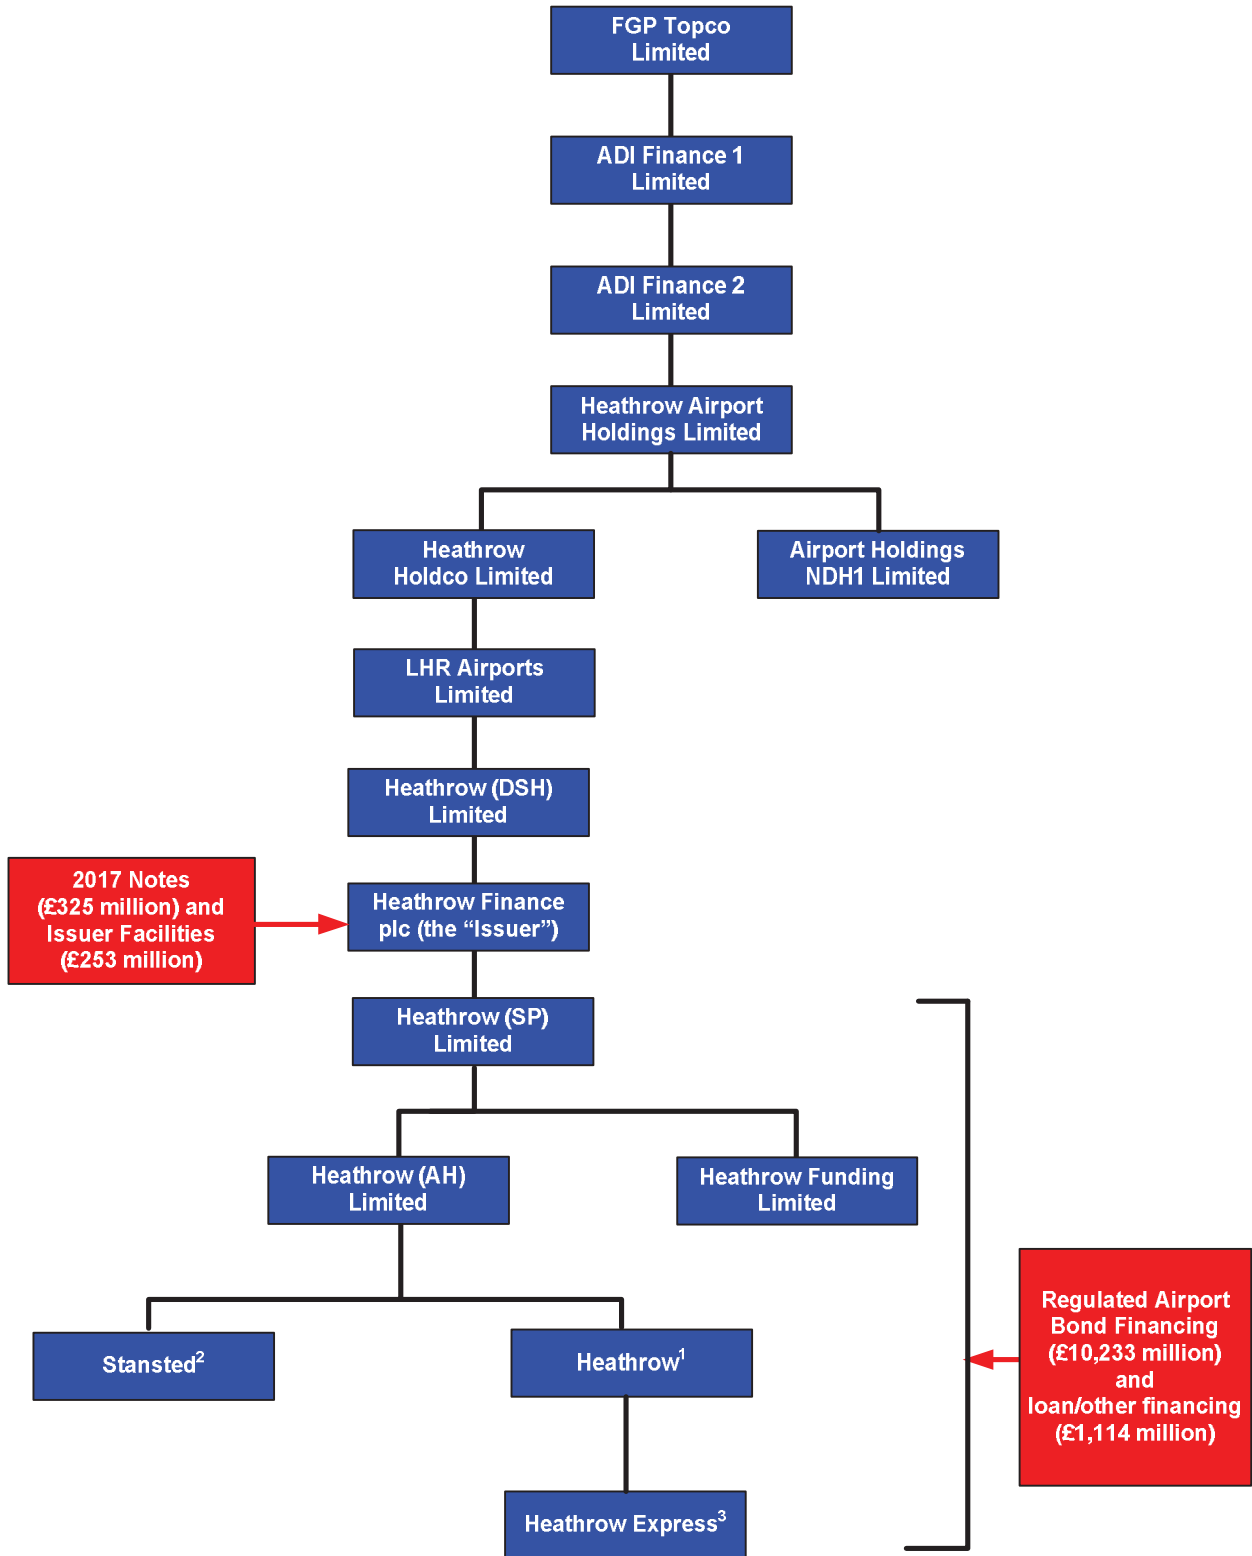 FGP Topco
Limited
ADI Finance 1
Limited
ADI Finance 2
Limited
Heathrow Airport
Holdings Limited
Heathrow
Holdco Limited
Airport Holdings
NDH1 Limited
LHR Airports
Limited
Heathrow (DSH)
Limited
2017 Notes
(£325 million) and
Issuer Facilities
(£253 million)
Heathrow Finance
plc (the “Issuer”)
Heathrow (SP)
Limited
Heathrow (AH)
Limited
Heathrow Funding
Limited
Regulated Airport
Bond Financing
(£10,233 million)
and
loan/other financing
(£1,114 million)
Stansted²
Heathrow¹
Heathrow Express³